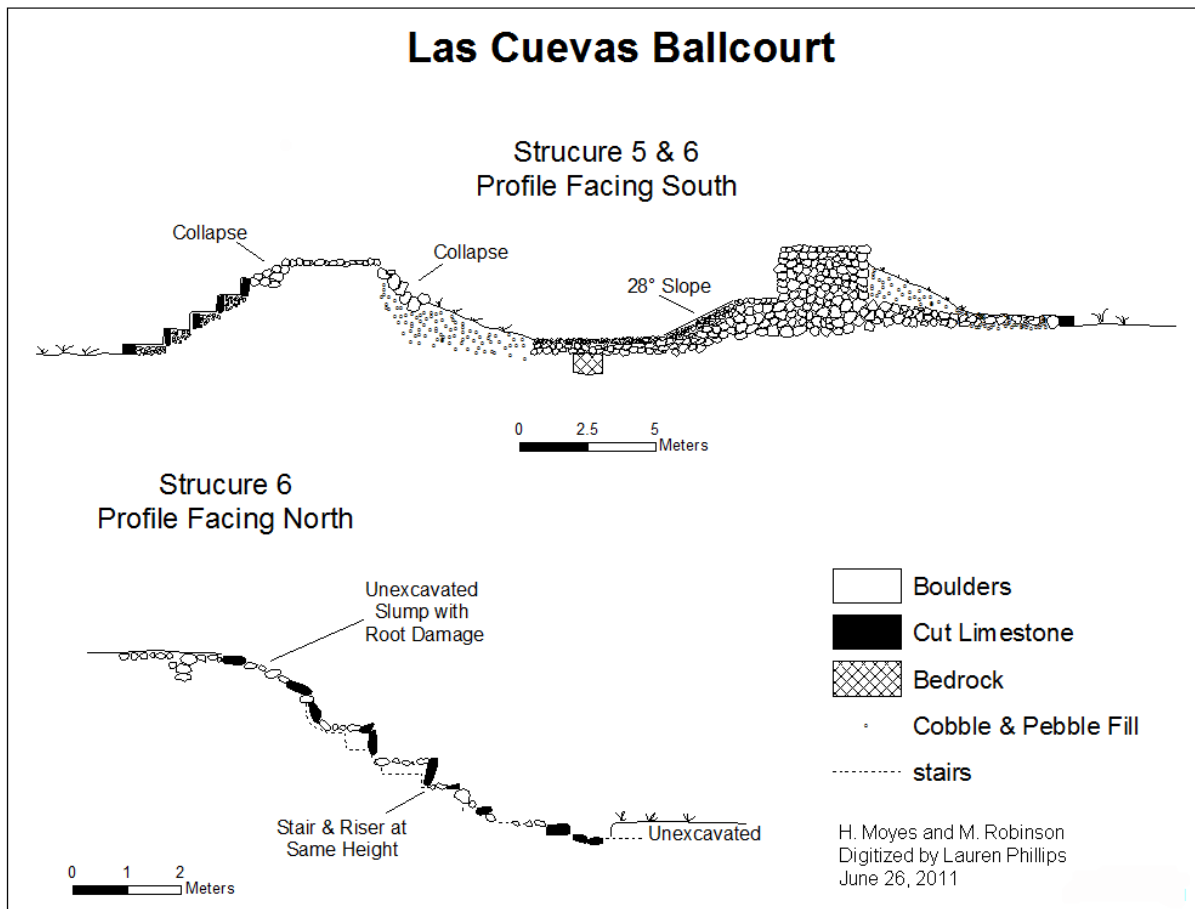 Las Cuevas Ballcourt
Strucure 5 & 6
Profile Facing South
Collapse
Collapse
28° Slope
0 2.5 5
Meters
Strucure 6
Profile Facing North
Unexcavated
Slump with
Root Damage
Stair & Riser at
Same Height
Unexcavated
0 1 2
Meters
Boulders
Cut Limestone
Bedrock
Cobble & Pebble Fill
stairs
H. Moyes and M. Robinson
Digitized by Lauren Phillips
June 26, 2011